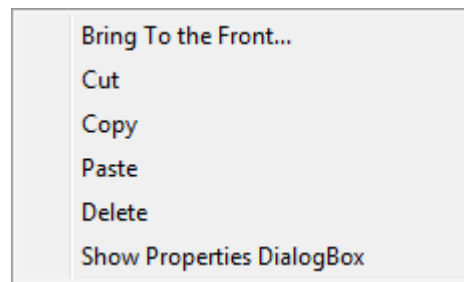 Bring To the Front...
Cut
Copy
Paste
Delete
Show Properties DialogBox